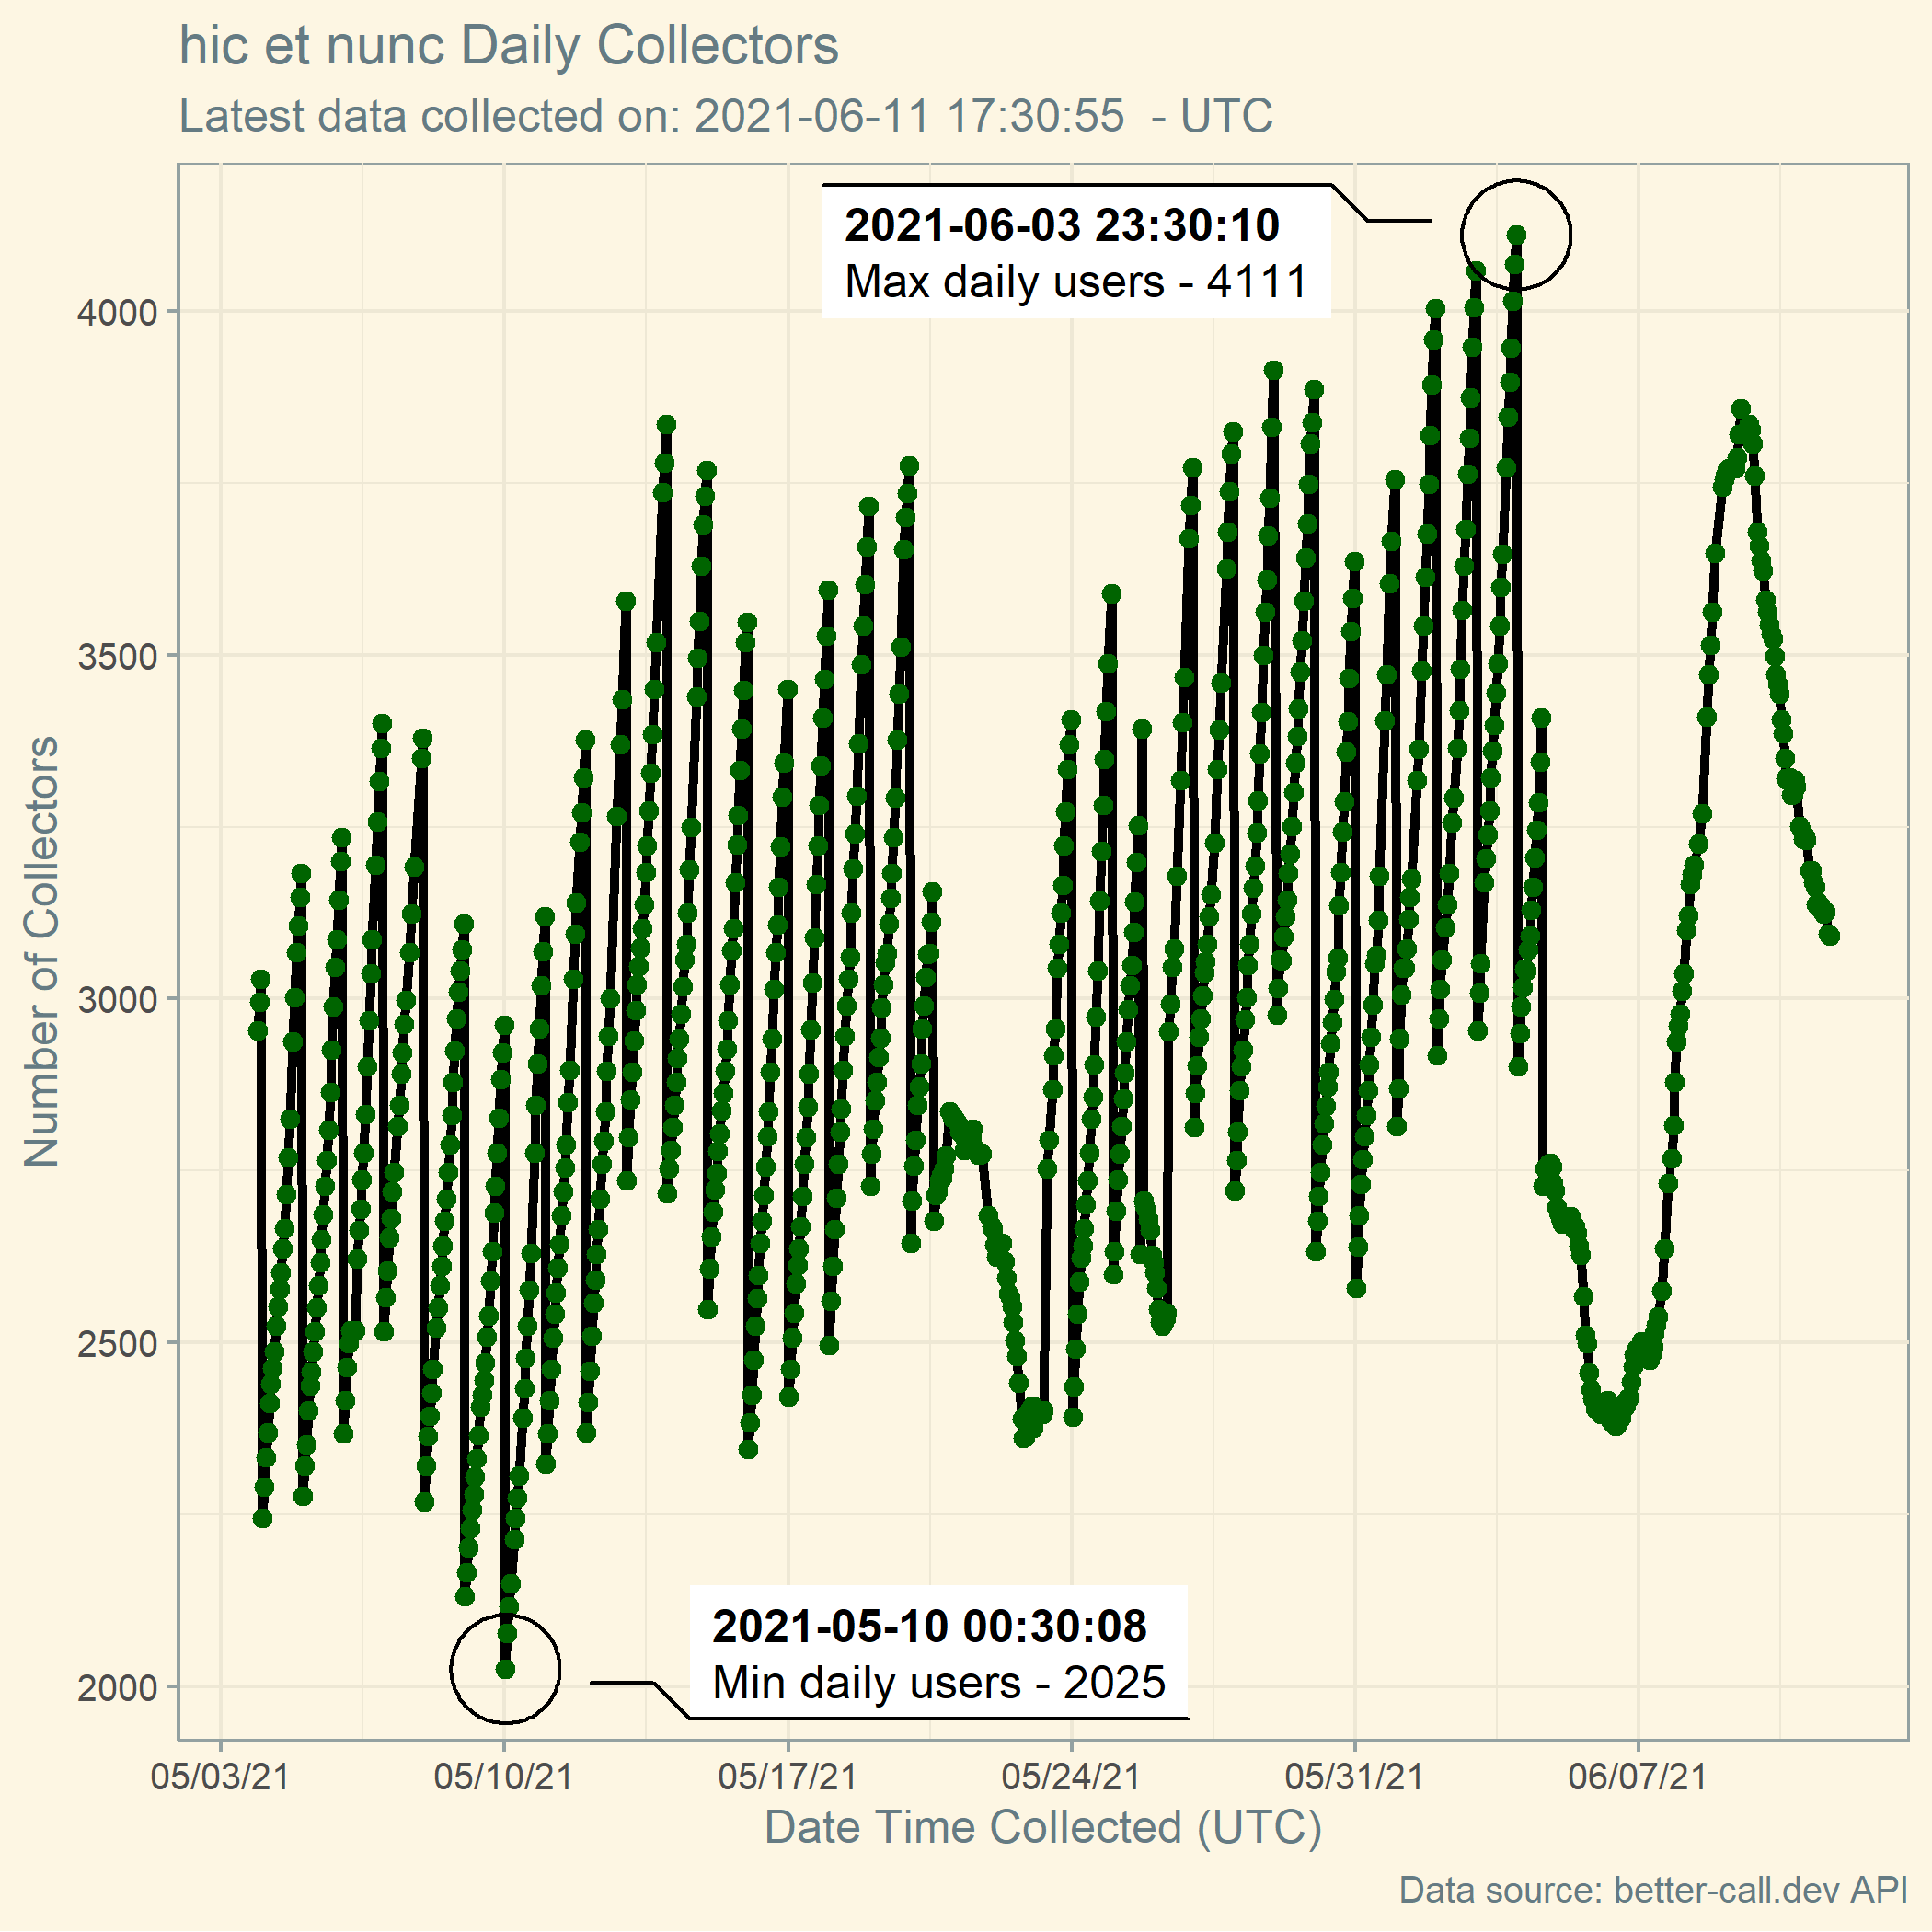 hic et nunc Daily Collectors
Latest data collected on: 2021-06-11 17:30:55  - UTC
2021-06-03 23:30:10
Max daily users - 4111
4000
3500
3000
2500
2000
Number of Collectors
2021-05-10 00:30:08
Min daily users - 2025
05/03/21 05/10/21 05/17/21 05/24/21 05/31/21 06/07/21
Date Time Collected (UTC)
Data source: better-call.dev API